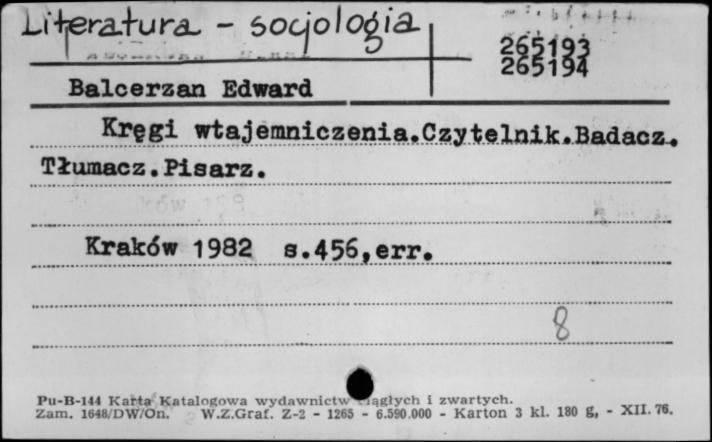 Literatura - socjologia
265193
265194
Balcerzan Edward
Kręgi wtajemniczenia.Czytelnik.Badacz.
Tłumacz.Pisarz.
Kraków 1982 s.456,err.
8
Pu-B-144 Karta Katalogowa wydawnictw ciągłych i zwartych.
Zam. 1648/DW/On. W.Z.Graf. Z-2 - 1265 - 6.590.000 - Karton 3 kl. 180 g, - XII. 76.